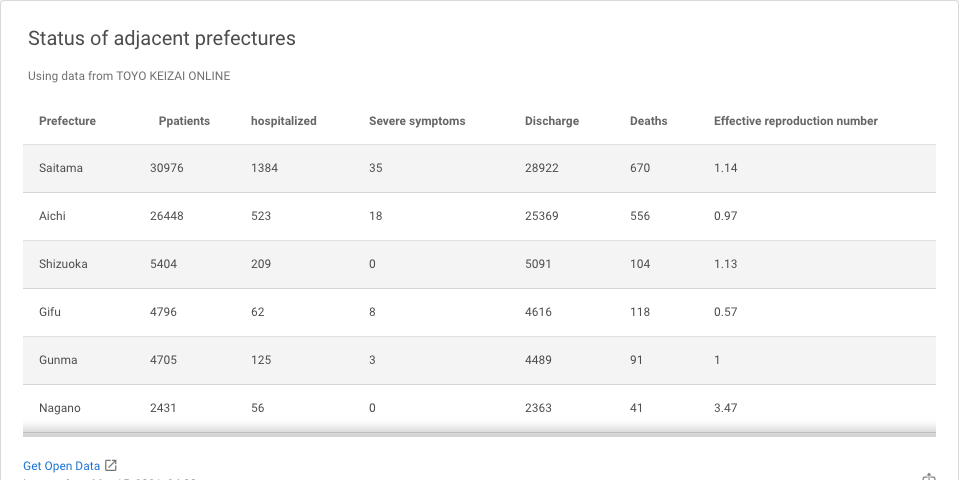 Status of adjacent prefectures
Using data from TOYO KEIZAI ONLINE
Prefecture Ppatients hospitalized Severe symptoms Discharge Deaths Effective reproduction number
Saitama 30976 1384 35 28922 670 1.14
Aichi 26448 523 18 25369 556 0.97
Shizuoka 5404 209 0 5091 104 1.13
Gifu 4796 62 8 4616 118 0.57
Gunma 4705 125 3 4489 91 1
Nagano 2431 56 0 2363 41 3.47
Get Open Data